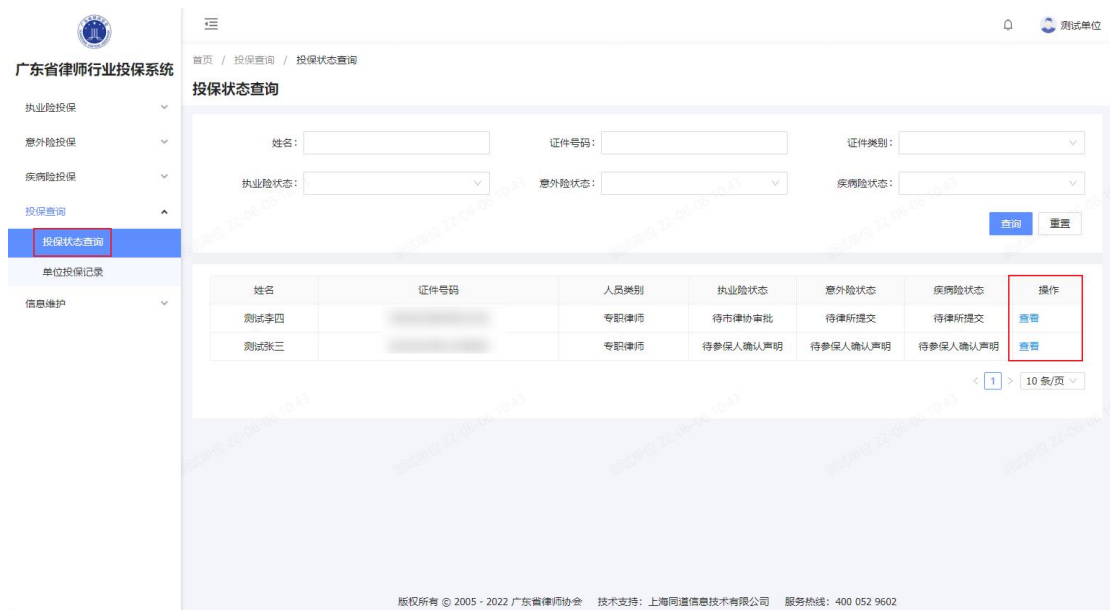 测试单位
广东省律师行业投保系统
首页 / 投保查询 / 投保状态查询
投保状态查询
执业险投保
意外险投保
疾病险投保
投保查询
投保状态查询
单位投保记录
信息维护
姓名： 证件号码： 证件类别：
执业险状态： 意外险状态： 疾病险状态：
查询 重置
姓名 证件号码 人员类别 执业险状态 意外险状态 疾病险状态 操作
测试李四 专职律师 待市律协审批 待律所提交 待律所提交 查看
测试张三 专职律师 待参保人确认声明 待参保人确认声明 待参保人确认声明 查看
< 1 > 10 条/页
版权所有 © 2005 - 2022 广东省律师协会 技术支持：上海同道信息技术有限公司 服务热线：400 052 9602